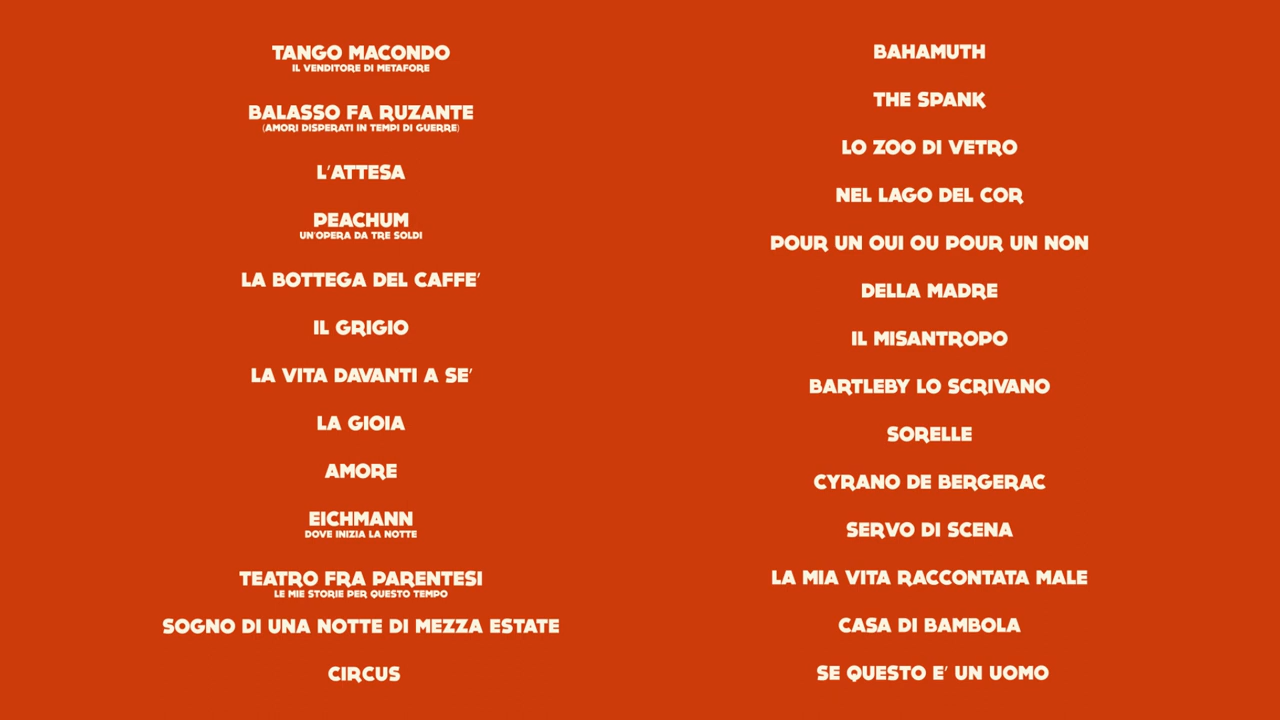 TANGO MACONDO
IL VENDITORE DI METAFORE
BALASSO FA RUZANTE
(AMORI DISPERATI IN TEMPI DI GUERRE)
L'ATTESA
PEACHUM
UN'OPERA DA TRE SOLDI
LA BOTTEGA DEL CAFFE'
IL GRIGIO
LA VITA DAVANTI A SE'
LA GIOIA
AMORE
EICHMANN
DOVE INIZIA LA NOTTE
TEATRO FRA PARENTESI
LE MIE STORIE PER QUESTO TEMPO
SOGNO DI UNA NOTTE DI MEZZA ESTATE
CIRCUS
BAHAMUTH
THE SPANK
LO ZOO DI VETRO
NEL LAGO DEL COR
POUR UN OUI OU POUR UN NON
DELLA MADRE
IL MISANTROPO
BARTLEBY LO SCRIVANO
SORELLE
CYRANO DE BERGERAC
SERVO DI SCENA
LA MIA VITA RACCONTATA MALE
CASA DI BAMBOLA
SE QUESTO E' UN UOMO